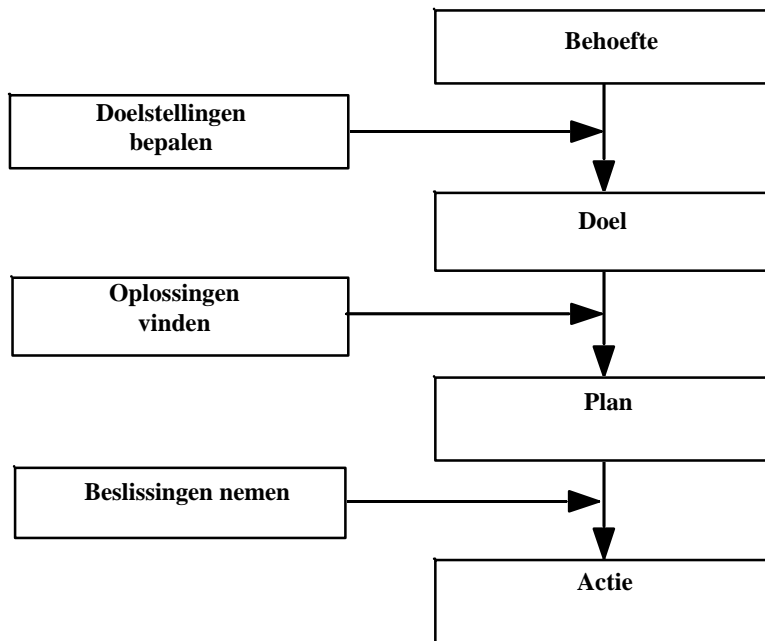 Behoefte
Doelstellingen
bepalen
Doel
Oplossingen
vinden
Plan
Beslissingen nemen
Actie